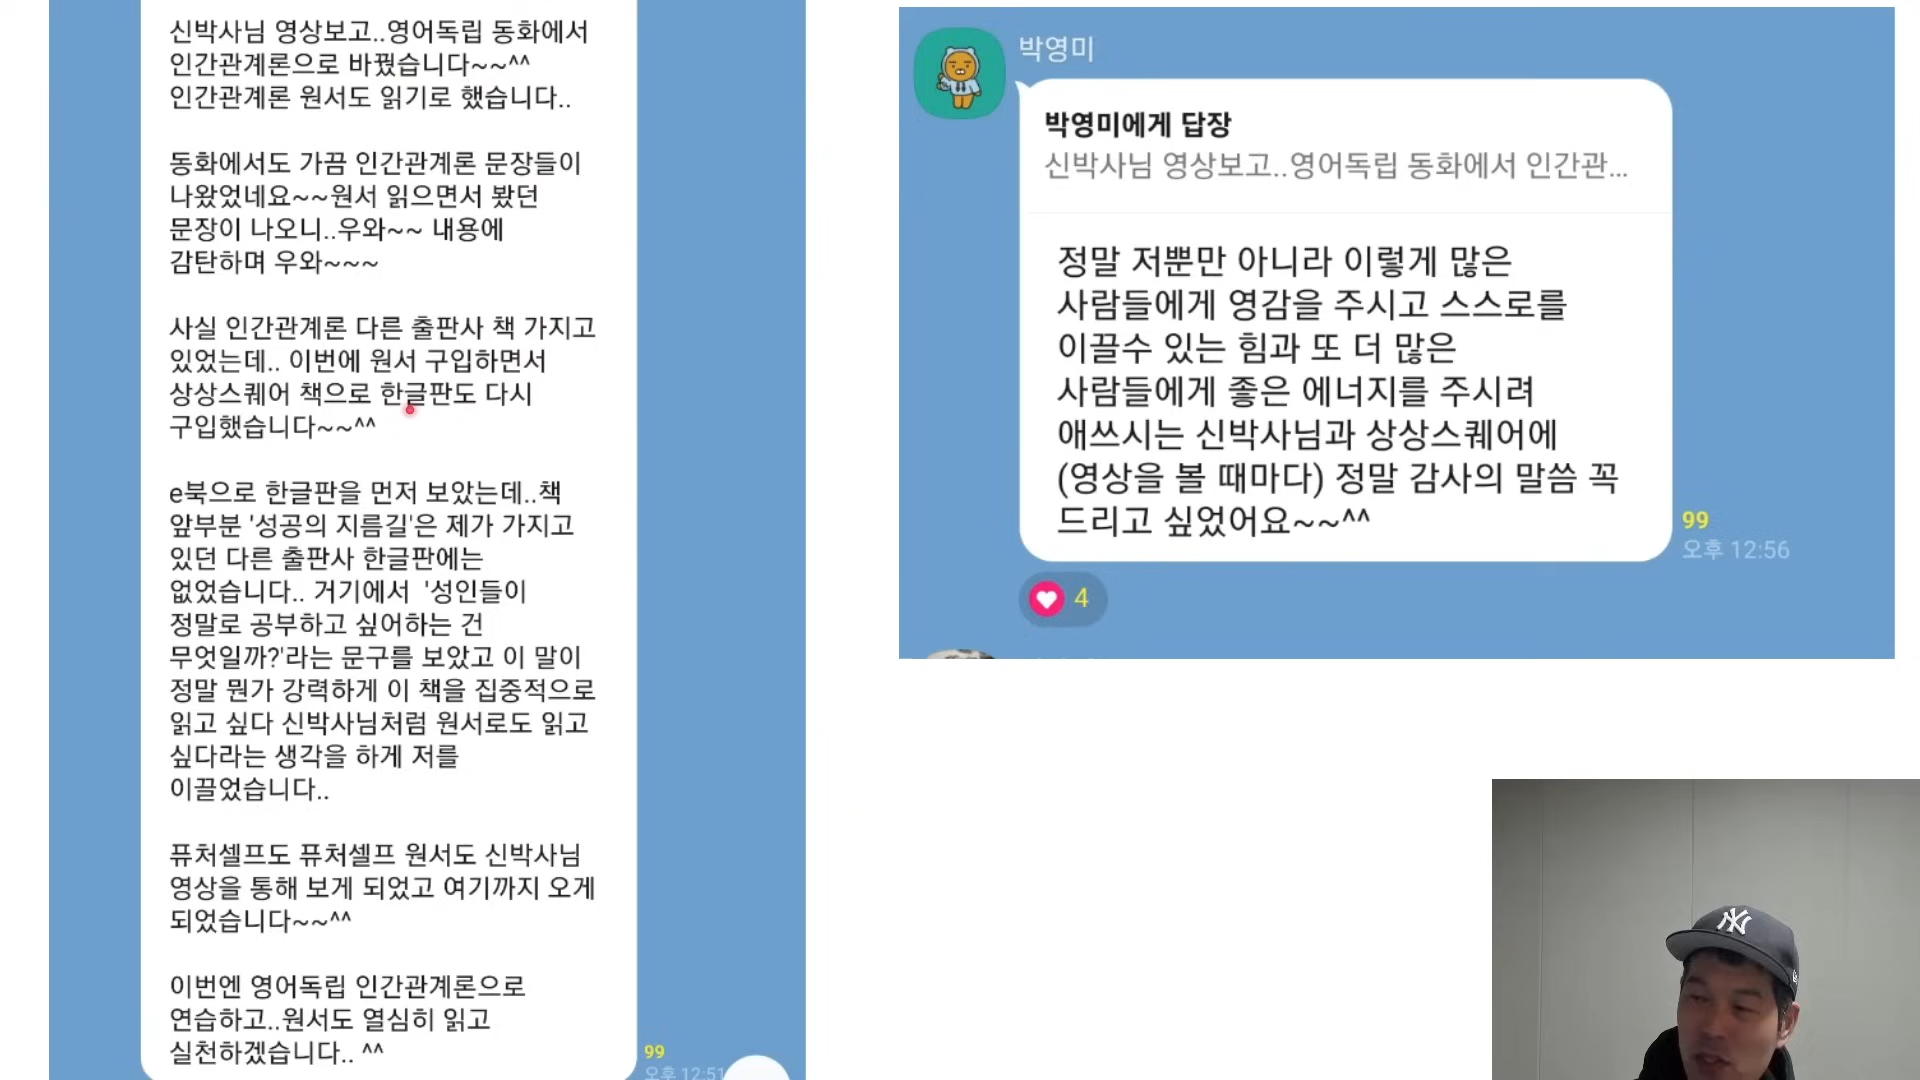 신박사님 영상보고..영어독립 동화에서
인간관계론으로 바꿨습니다~~^^
인간관계론 원서도 읽기로 했습니다..
동화에서도 가끔 인간관계론 문장들이
나왔었네요~~원서 읽으면서 봤던
문장이 나오니..우와~~ 내용에
감탄하며 우와~~~
사실 인간관계론 다른 출판사 책 가지고
있었는데.. 이번에 원서 구입하면서
상상스퀘어 책으로 한글판도 다시
구입했습니다~~^^
e북으로 한글판을 먼저 보았는데..책
앞부분 '성공의 지름길'은 제가 가지고
있던 다른 출판사 한글판에는
없었습니다.. 거기에서 '성인들이
정말로 공부하고 싶어하는 건
무엇일까?'라는 문구를 보았고 이 말이
정말 뭔가 강력하게 이 책을 집중적으로
읽고 싶다 신박사님처럼 원서로도 읽고
싶다라는 생각을 하게 저를
이끌었습니다..
퓨처셀프도 퓨처셀프 원서도 신박사님
영상을 통해 보게 되었고 여기까지 오게
되었습니다~~^^
이번엔 영어독립 인간관계론으로
연습하고..원서도 열심히 읽고
실천하겠습니다.. ^^
99
오후 12:51
박영미
박영미에게 답장
신박사님 영상보고..영어독립 동화에서 인간관...
정말 저뿐만 아니라 이렇게 많은
사람들에게 영감을 주시고 스스로를
이끌수 있는 힘과 또 더 많은
사람들에게 좋은 에너지를 주시려
애쓰시는 신박사님과 상상스퀘어에
(영상을 볼 때마다) 정말 감사의 말씀 꼭
드리고 싶었어요~~^^
99
오후 12:56
4
NY